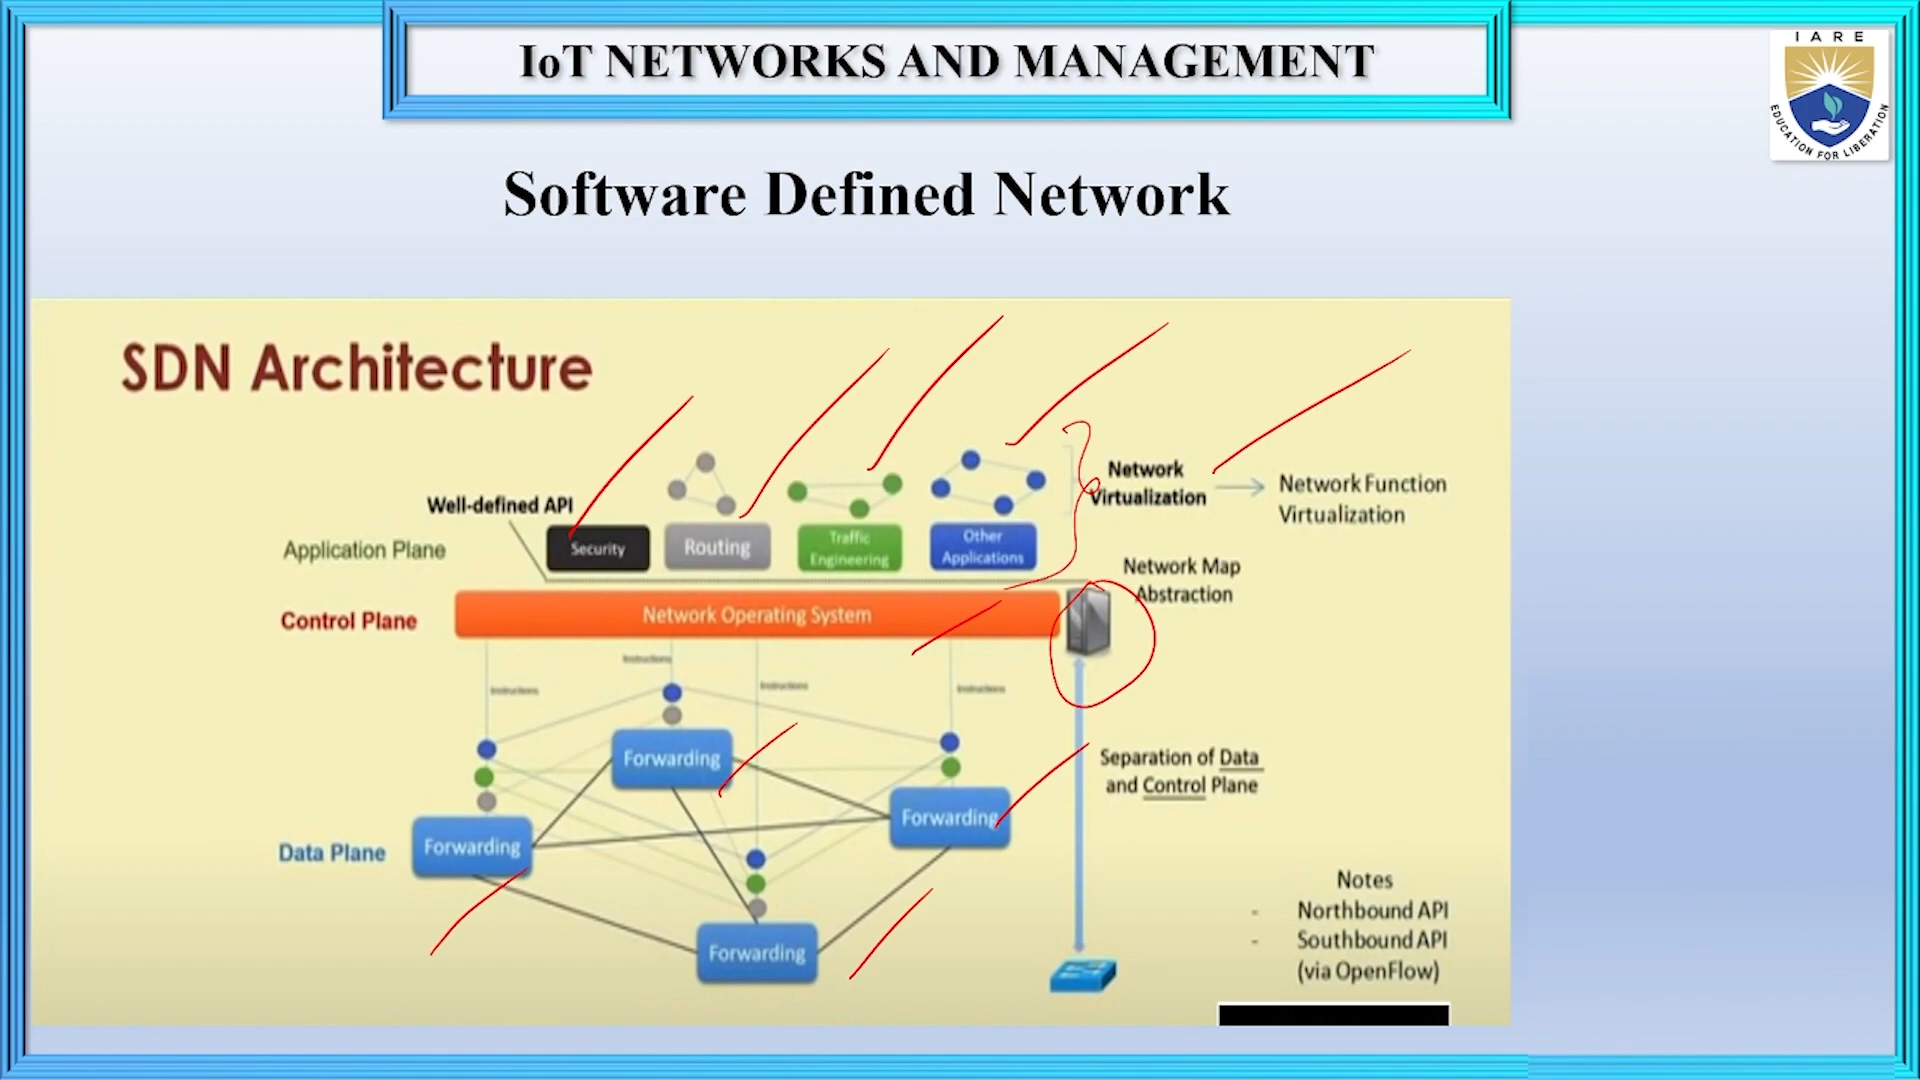 IoT NETWORKS AND MANAGEMENT
IARE
EDUCATION FOR LIBERATION
Software Defined Network
SDN Architecture
Well-defined API
Network
Virtualization
Network Function
Virtualization
Application Plane
Security
Routing
Traffic
Engineering
Other
Applications
Network Map
Abstraction
Control Plane
Network Operating System
Instructions
Instructions
Instructions
Instructions
Forwarding
Separation of Data
and Control Plane
Forwarding
Data Plane
Forwarding
Forwarding
Notes
- Northbound API
- Southbound API
(via OpenFlow)